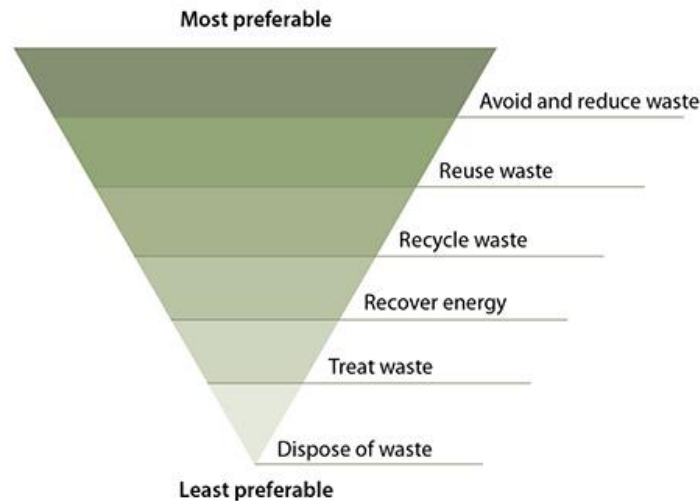 Most preferable
Avoid and reduce waste
Reuse waste
Recycle waste
Recover energy
Treat waste
Dispose of waste
Least preferable